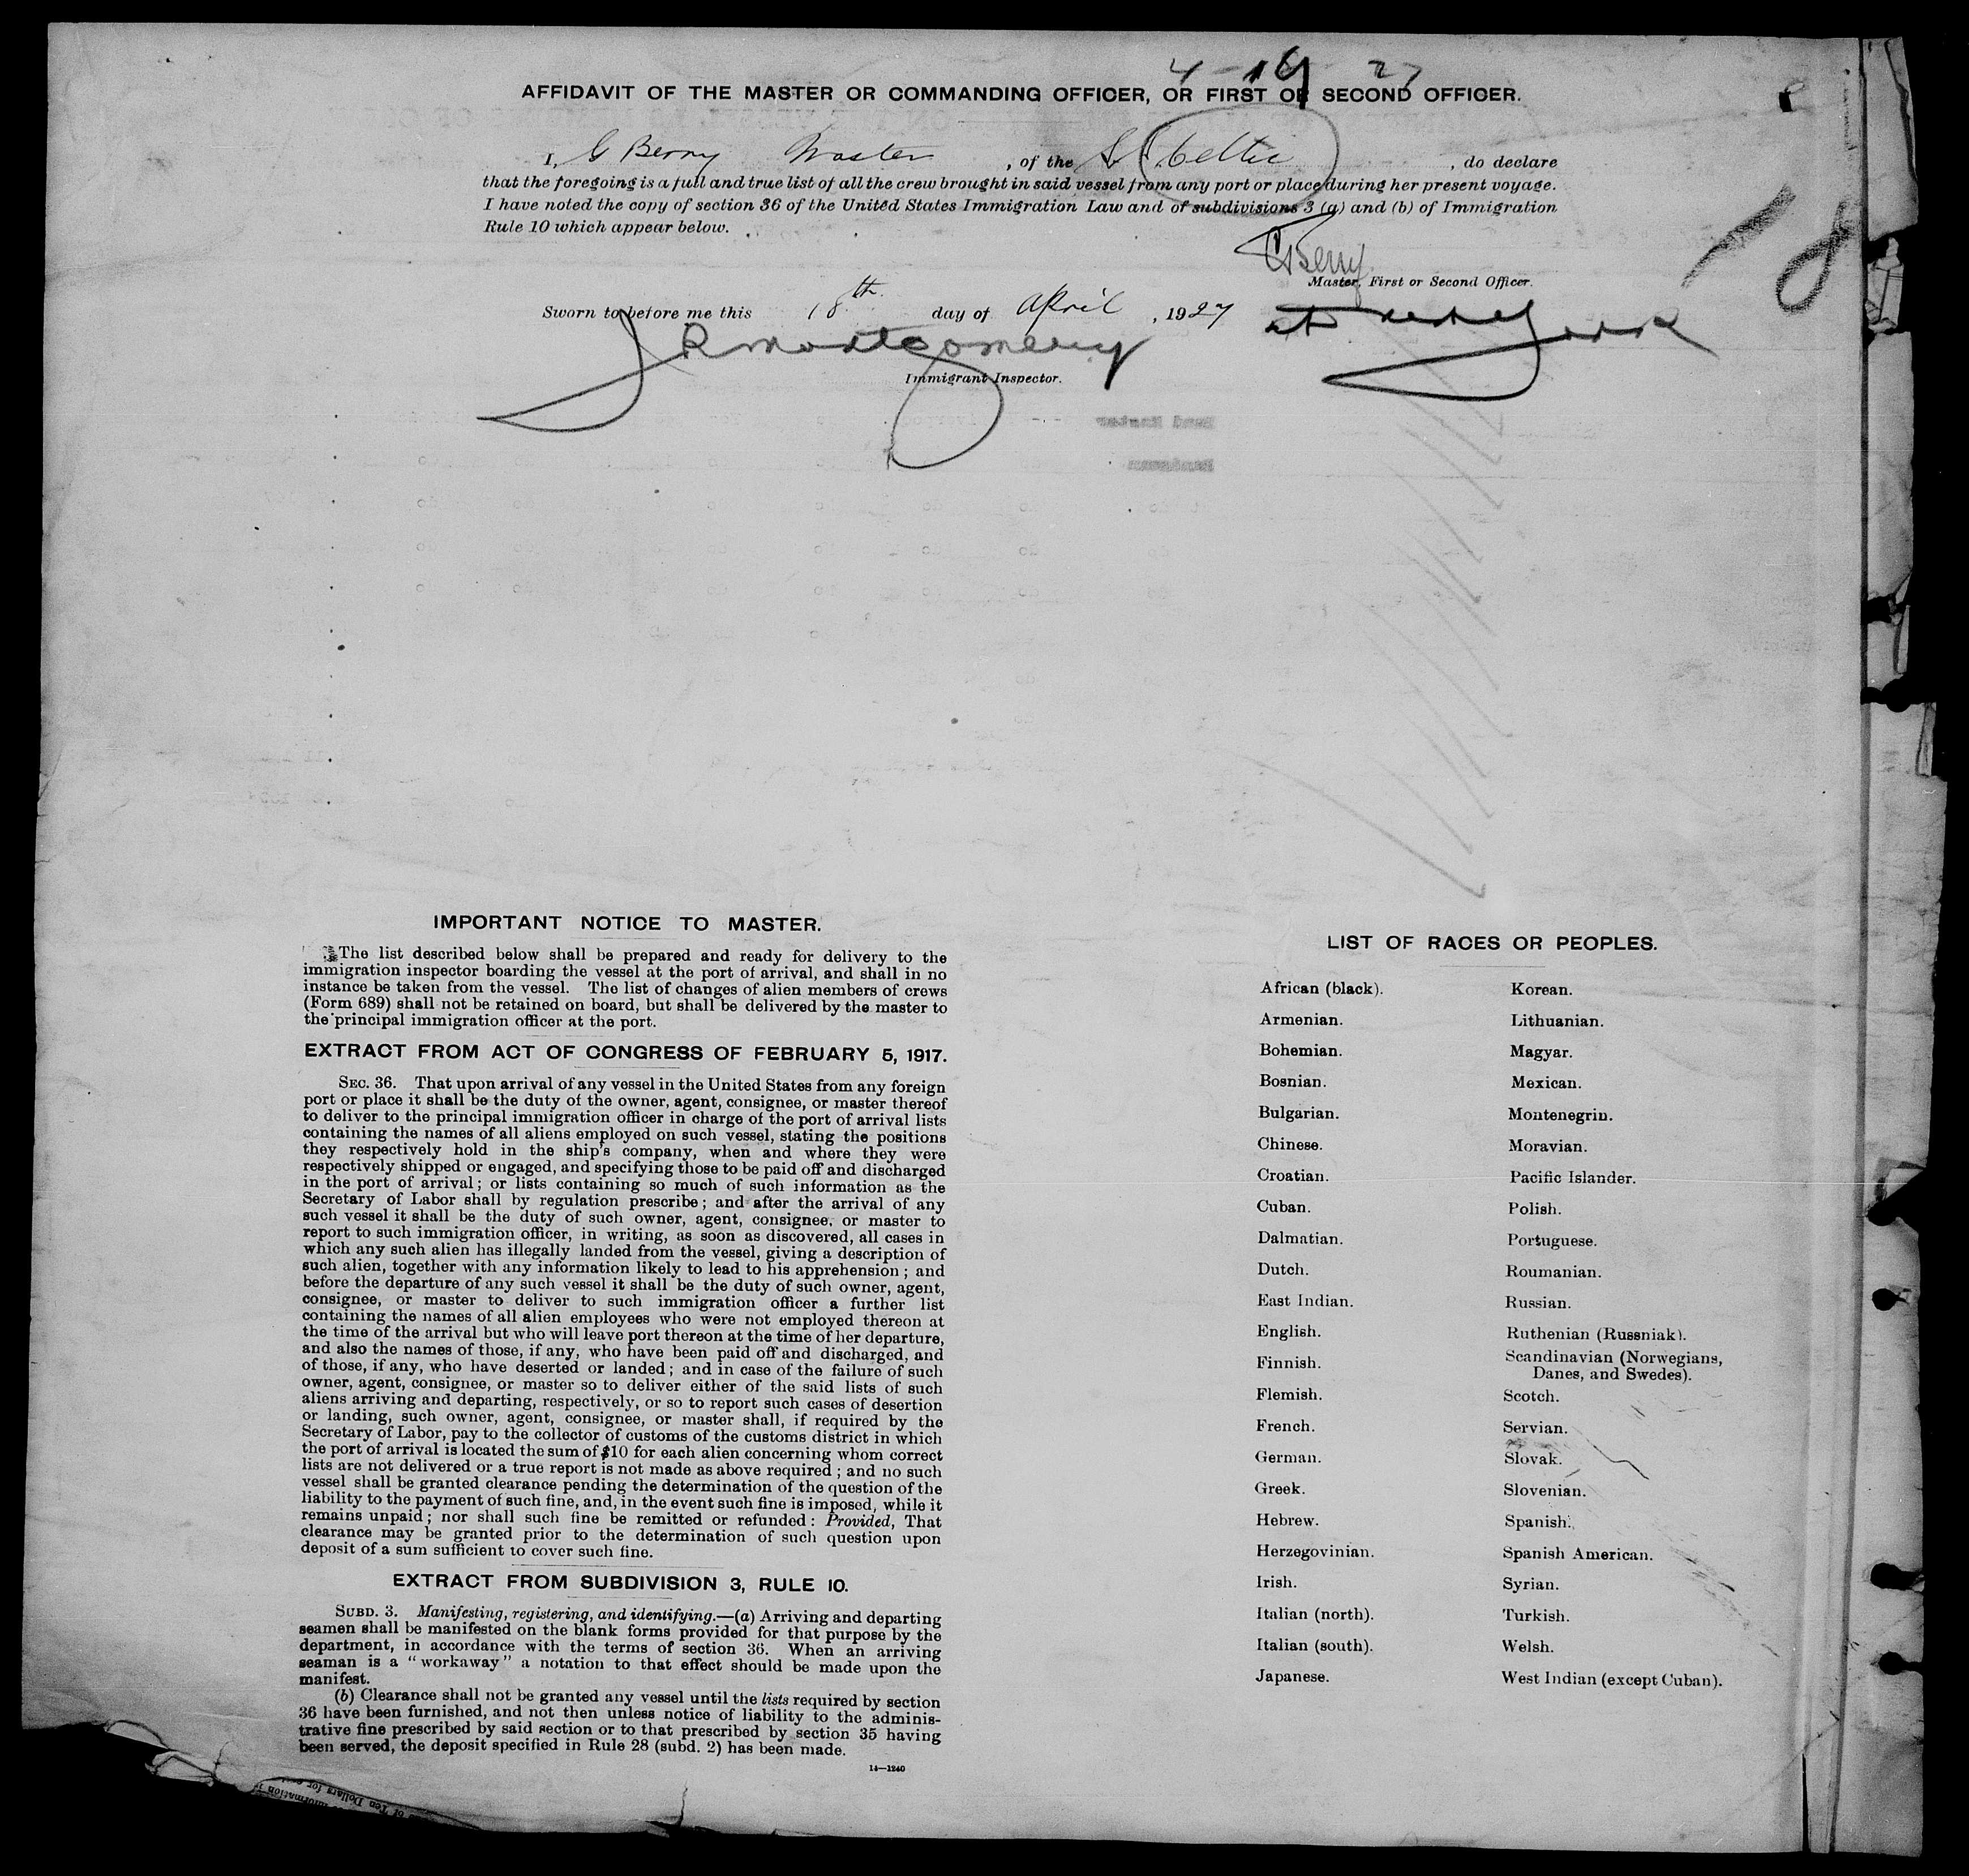 4-19 27
AFFIDAVIT OF THE MASTER OR COMMANDING OFFICER, OR FIRST OR SECOND OFFICER.
I, G Berry Master, of the S.S. Celtic, do declare
that the foregoing is a full and true list of all the crew brought in said vessel from any port or place during her present voyage.
I have noted the copy of section 36 of the United States Immigration Law and of subdivisions 3 (a) and (b) of Immigration
Rule 10 which appear below.
18
G Berry
Master, First or Second Officer.
Sworn to before me this 18th day of April, 1927 at New York
J R Montgomery
Immigrant Inspector.
Band Master
Bandsman
IMPORTANT NOTICE TO MASTER.
The list described below shall be prepared and ready for delivery to the
immigration inspector boarding the vessel at the port of arrival, and shall in no
instance be taken from the vessel. The list of changes of alien members of crews
(Form 689) shall not be retained on board, but shall be delivered by the master to
the principal immigration officer at the port.
EXTRACT FROM ACT OF CONGRESS OF FEBRUARY 5, 1917.
SEC. 36. That upon arrival of any vessel in the United States from any foreign
port or place it shall be the duty of the owner, agent, consignee, or master thereof
to deliver to the principal immigration officer in charge of the port of arrival lists
containing the names of all aliens employed on such vessel, stating the positions
they respectively hold in the ship's company, when and where they were
respectively shipped or engaged, and specifying those to be paid off and discharged
in the port of arrival; or lists containing so much of such information as the
Secretary of Labor shall by regulation prescribe; and after the arrival of any
such vessel it shall be the duty of such owner, agent, consignee, or master to
report to such immigration officer, in writing, as soon as discovered, all cases in
which any such alien has illegally landed from the vessel, giving a description of
such alien, together with any information likely to lead to his apprehension; and
before the departure of any such vessel it shall be the duty of such owner, agent,
consignee, or master to deliver to such immigration officer a further list
containing the names of all alien employees who were not employed thereon at
the time of the arrival but who will leave port thereon at the time of her departure,
and also the names of those, if any, who have been paid off and discharged, and
of those, if any, who have deserted or landed; and in case of the failure of such
owner, agent, consignee, or master so to deliver either of the said lists of such
aliens arriving and departing, respectively, or so to report such cases of desertion
or landing, such owner, agent, consignee, or master shall, if required by the
Secretary of Labor, pay to the collector of customs of the customs district in which
the port of arrival is located the sum of $10 for each alien concerning whom correct
lists are not delivered or a true report is not made as above required; and no such
vessel shall be granted clearance pending the determination of the question of the
liability to the payment of such fine, and, in the event such fine is imposed, while it
remains unpaid; nor shall such fine be remitted or refunded: Provided, That
clearance may be granted prior to the determination of such question upon
deposit of a sum sufficient to cover such fine.
EXTRACT FROM SUBDIVISION 3, RULE 10.
SUBD. 3. Manifesting, registering, and identifying.—(a) Arriving and departing
seamen shall be manifested on the blank forms provided for that purpose by the
department, in accordance with the terms of section 36. When an arriving
seaman is a "workaway" a notation to that effect should be made upon the
manifest.
(b) Clearance shall not be granted any vessel until the lists required by section
36 have been furnished, and not then unless notice of liability to the adminis-
trative fine prescribed by said section or to that prescribed by section 35 having
been served, the deposit specified in Rule 28 (subd. 2) has been made.
14—1240
LIST OF RACES OR PEOPLES.
African (black).
Armenian.
Bohemian.
Bosnian.
Bulgarian.
Chinese.
Croatian.
Cuban.
Dalmatian.
Dutch.
East Indian.
English.
Finnish.
Flemish.
French.
German.
Greek.
Hebrew.
Herzegovinian.
Irish.
Italian (north).
Italian (south).
Japanese.
Korean.
Lithuanian.
Magyar.
Mexican.
Montenegrin.
Moravian.
Pacific Islander.
Polish.
Portuguese.
Roumanian.
Russian.
Ruthenian (Russniak).
Scandinavian (Norwegians,
Danes, and Swedes).
Scotch.
Servian.
Slovak.
Slovenian.
Spanish.
Spanish American.
Syrian.
Turkish.
Welsh.
West Indian (except Cuban).